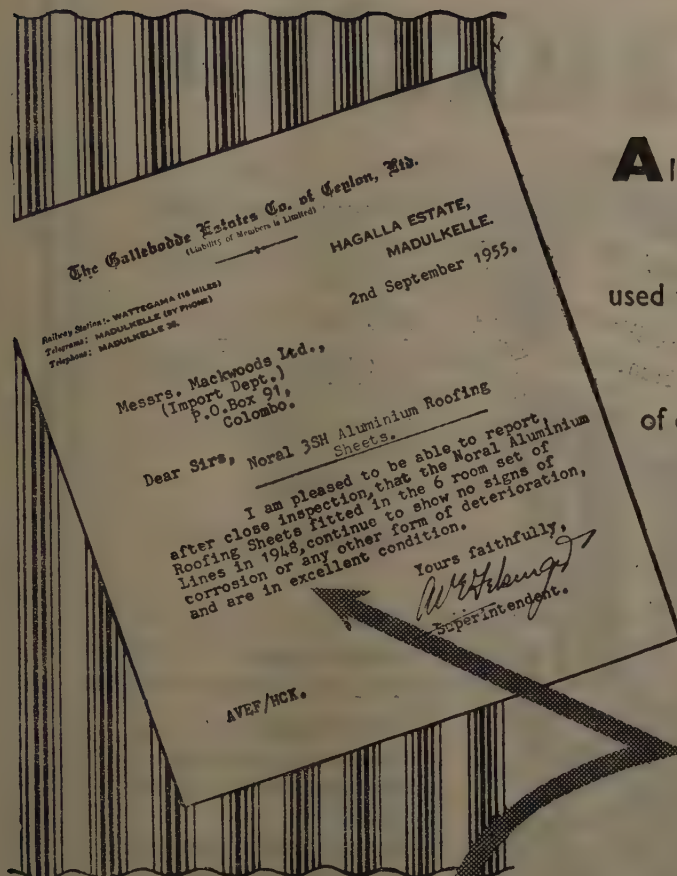 The Gallebodde Estates Co. of Ceylon, Ltd.
(Liability of Members is Limited)
HAGALLA ESTATE,
MADULKELLE.
Railway Station:- WATTEGAMA (16 MILES)
Telegrams: MADULKELLE (BY PHONE)
Telephone: MADULKELLE 38.
2nd September 1955.
Messrs. Mackwoods Ltd.,
(Import Dept.)
P.O.Box 91,
Colombo.
Dear Sirs,
Noral 3SH Aluminium Roofing
Sheets.
I am pleased to be able to report,
after close inspection, that the Noral Aluminium
Roofing Sheets fitted in the 6 room set of
Lines in 1948, continue to show no signs of
corrosion or any other form of deterioration,
and are in excellent condition.
Yours faithfully,
Superintendent.
AVEF/HCK.
used
of